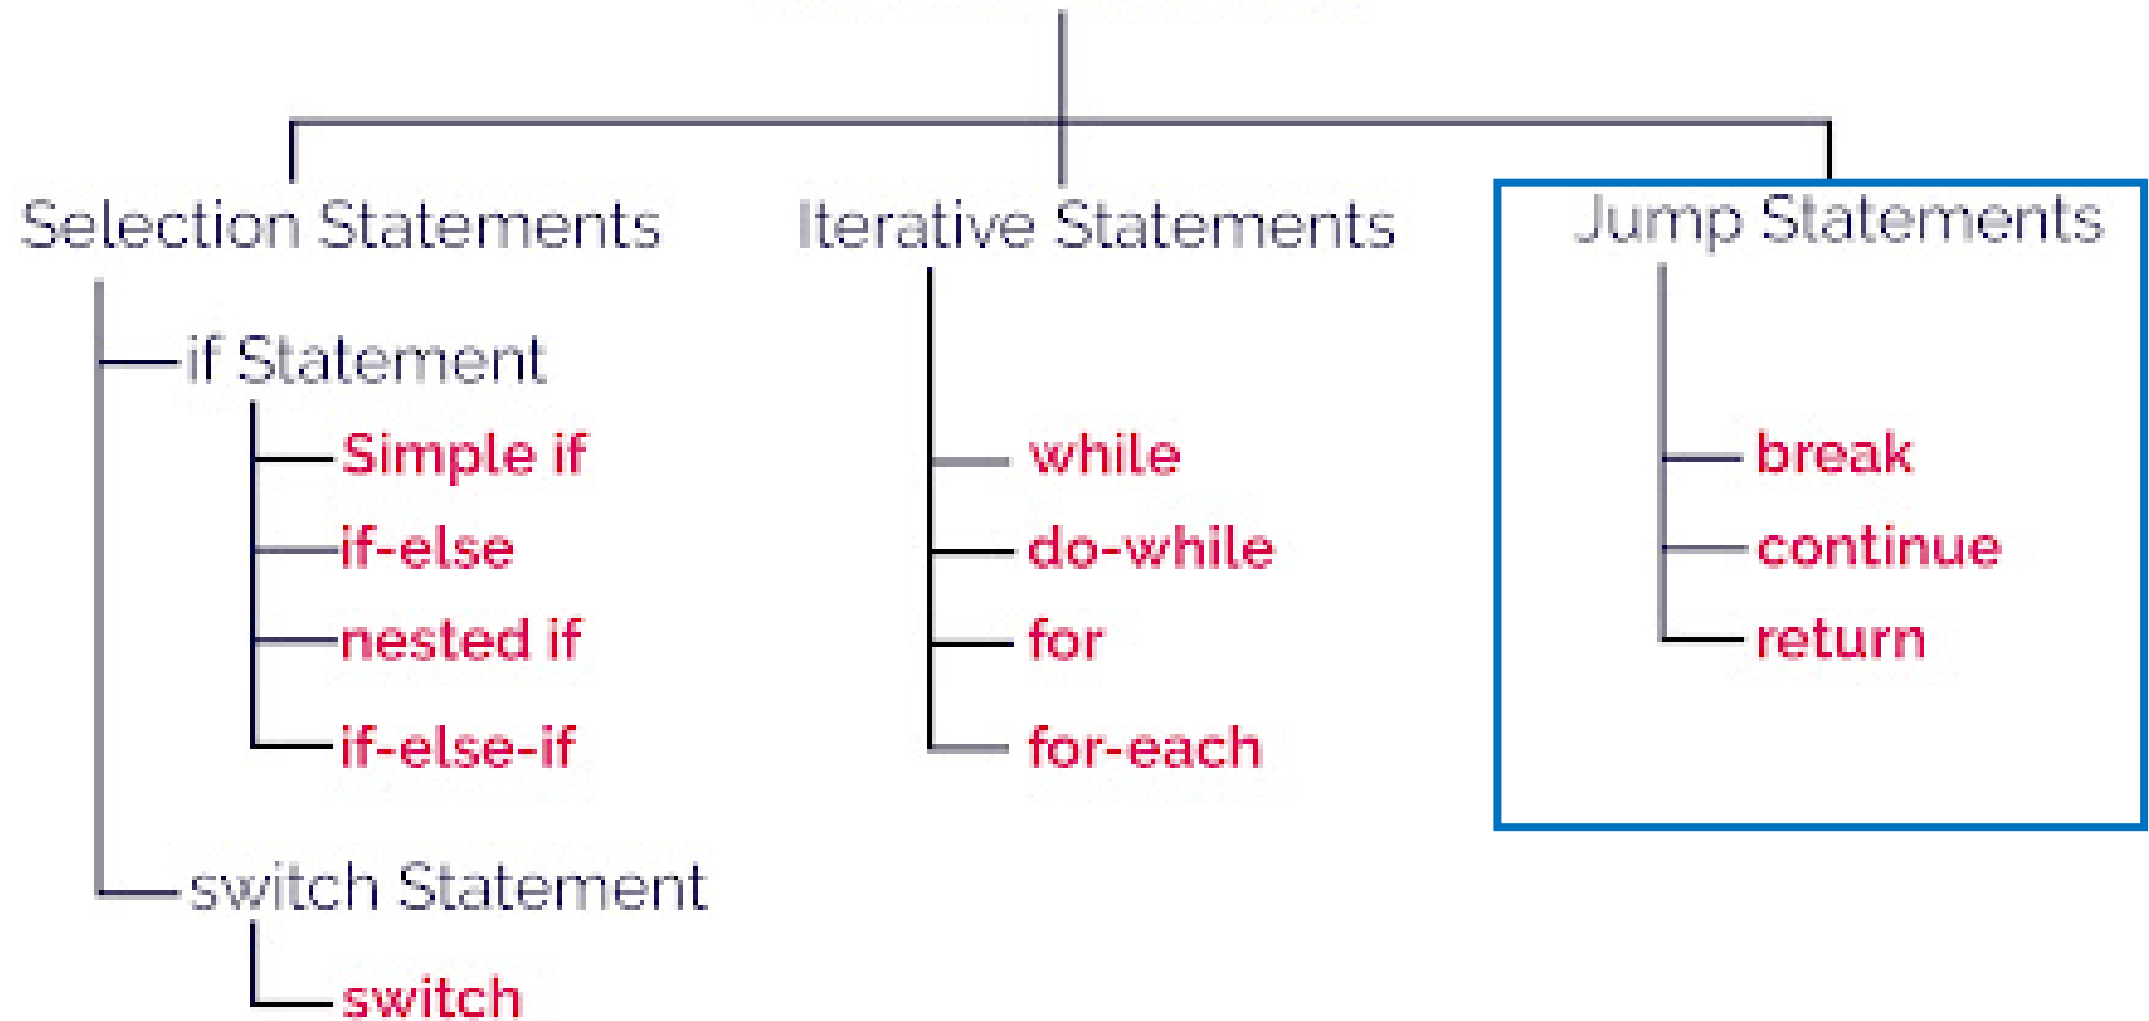 Selection Statements
if Statement
Simple if
if-else
nested if
if-else-if
switch Statement
switch
Iterative Statements
while
do-while
for
for-each
Jump Statements
break
continue
return